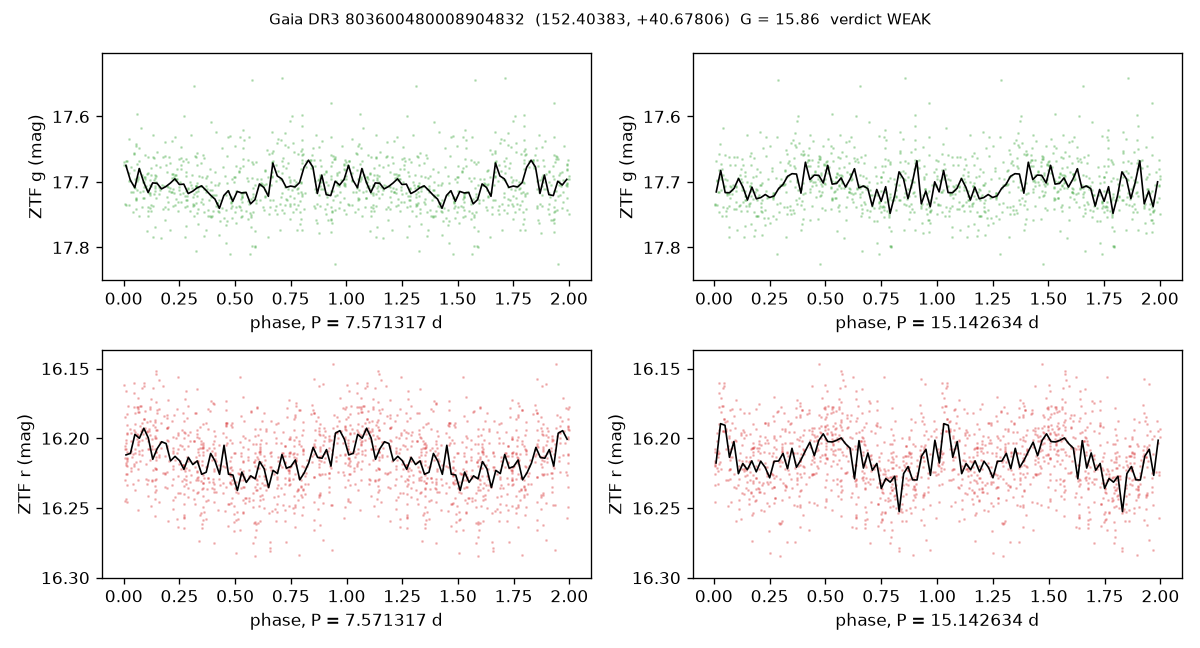 Gaia DR3 803600480008904832  (152.40383, +40.67806)  G = 15.86  verdict WEAK
ZTF g (mag)
17.6
17.7
17.8
0.00 0.25 0.50 0.75 1.00 1.25 1.50 1.75 2.00
phase, P = 7.571317 d
ZTF g (mag)
17.6
17.7
17.8
0.00 0.25 0.50 0.75 1.00 1.25 1.50 1.75 2.00
phase, P = 15.142634 d
ZTF r (mag)
16.15
16.20
16.25
16.30
0.00 0.25 0.50 0.75 1.00 1.25 1.50 1.75 2.00
phase, P = 7.571317 d
ZTF r (mag)
16.15
16.20
16.25
16.30
0.00 0.25 0.50 0.75 1.00 1.25 1.50 1.75 2.00
phase, P = 15.142634 d